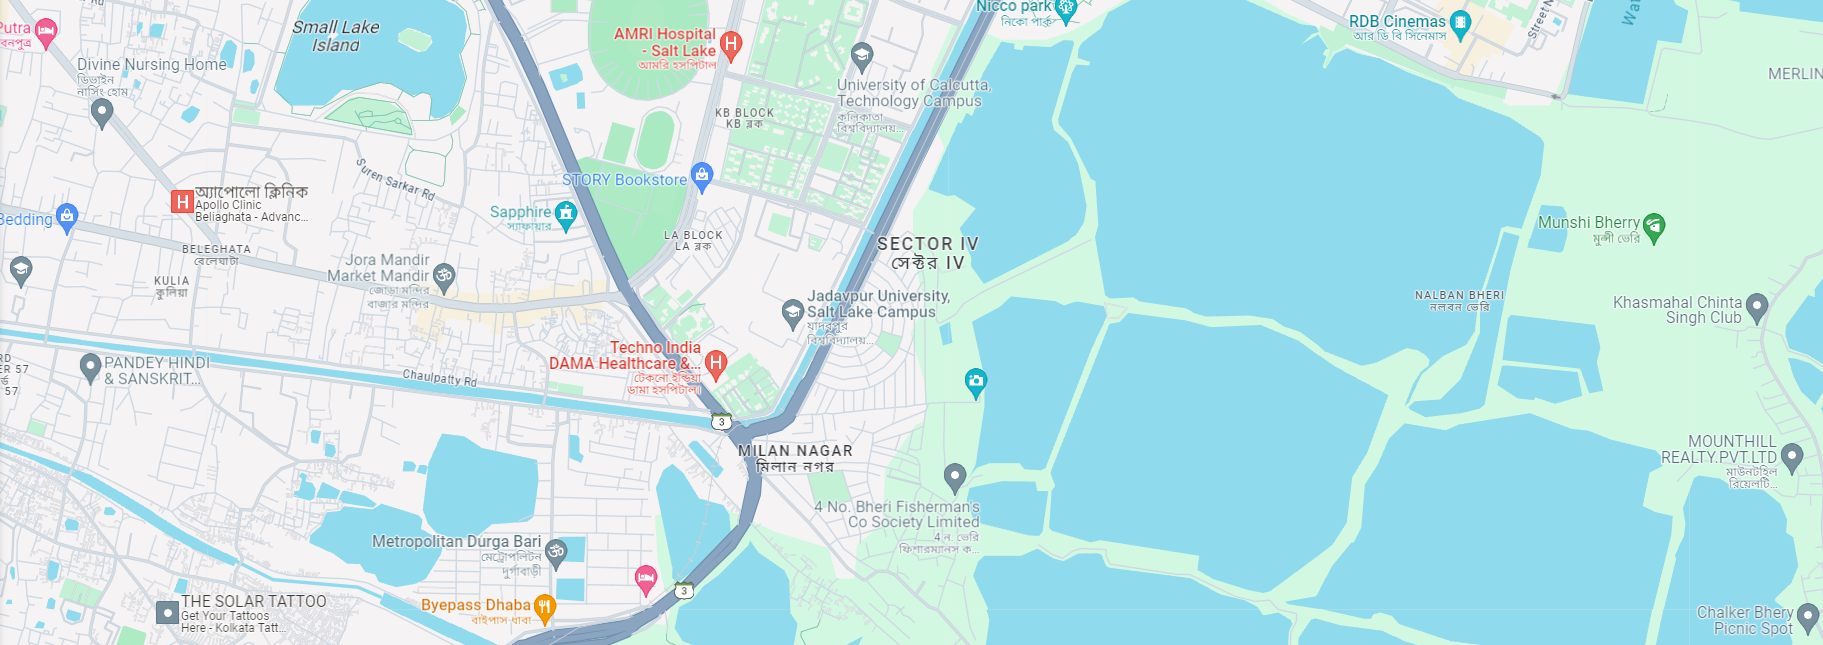 Putra
বনপুত্র
Small Lake
Island
Divine Nursing Home
ডিভাইন
নার্সিং হোম
AMRI Hospital
- Salt Lake
আমরি হসপিটাল
Nicco park
নিকো পার্ক
RDB Cinemas
আর ডি বি সিনেমাস
MERLIN
University of Calcutta,
Technology Campus
কলিকাতা
বিশ্ববিদ্যালয়...
KB BLOCK
KB ব্লক
Suren Sarkar Rd
STORY Bookstore
অ্যাপোলো ক্লিনিক
Apollo Clinic
Beliaghata - Advanc...
Bedding
Sapphire
স্যাফায়ার
BELEGHATA
বেলেঘাটা
LA BLOCK
LA ব্লক
SECTOR IV
সেক্টর IV
Munshi Bherry
মুন্সী ভেরি
KULIA
কুলিয়া
Jora Mandir
Market Mandir
জোড়া মন্দির
বাজার মন্দির
Jadavpur University,
Salt Lake Campus
যাদবপুর
বিশ্ববিদ্যালয়...
NALBAN BHERI
নলবন ভেরি
Khasmahal Chinta
Singh Club
Techno India
DAMA Healthcare &...
টেকনো ইন্ডিয়া
ডামা হসপিটাল।
PANDEY HINDI
& SANSKRIT...
Chaulpatty Rd
57
57
3
MILAN NAGAR
মিলান নগর
MOUNTHILL
REALTY.PVT.LTD
মাউনটহিল
রিয়েলটি...
4 No. Bheri Fisherman's
Co Society Limited
4 ন. ভেরি
ফিশারম্যানস ক...
Metropolitan Durga Bari
মেট্রোপলিটন
দুর্গাবাড়ী
3
THE SOLAR TATTOO
Get Your Tattoos
Here - Kolkata Tatt...
Byepass Dhaba
বাইপাস ধাবা
Chalker Bhery
Picnic Spot